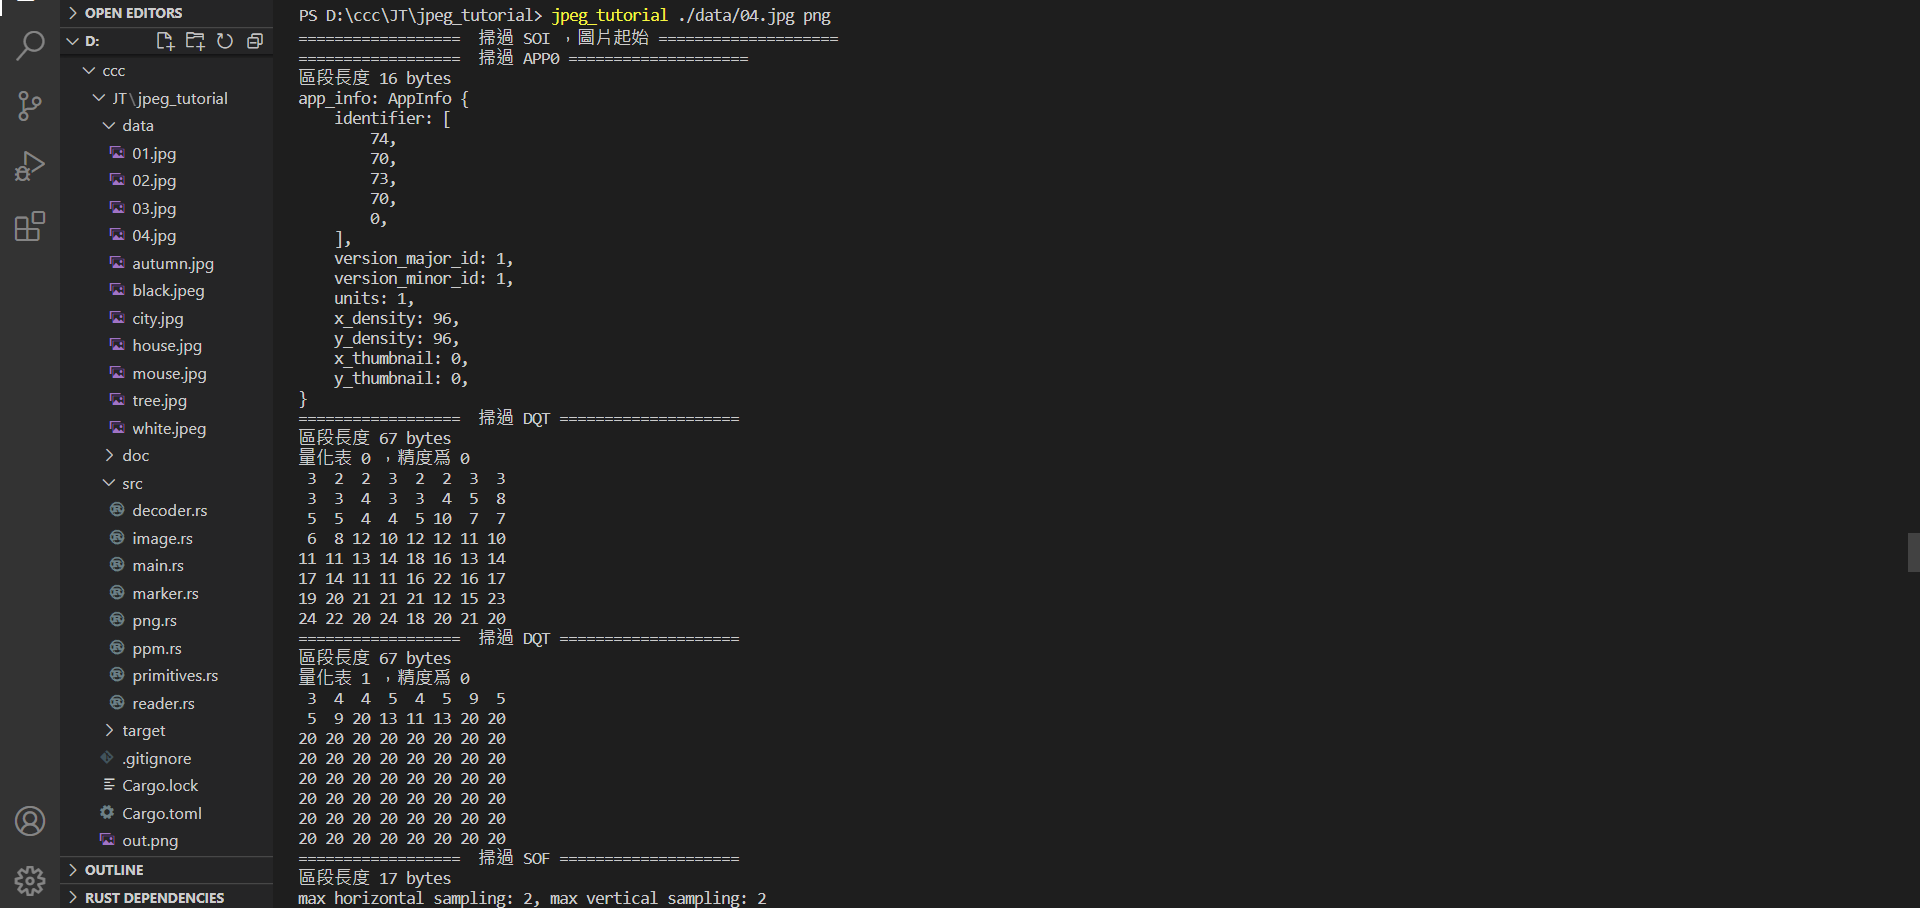 OPEN EDITORS
D:
ccc
JT\jpeg_tutorial
data
01.jpg
02.jpg
03.jpg
04.jpg
autumn.jpg
black.jpeg
city.jpg
house.jpg
mouse.jpg
tree.jpg
white.jpeg
doc
src
decoder.rs
image.rs
main.rs
marker.rs
png.rs
ppm.rs
primitives.rs
reader.rs
target
.gitignore
Cargo.lock
Cargo.toml
out.png
OUTLINE
RUST DEPENDENCIES
PS D:\ccc\JT\jpeg_tutorial> jpeg_tutorial ./data/04.jpg png
================== 掃過 SOI ，圖片起始 ====================
================== 掃過 APP0 ====================
區段長度 16 bytes
app_info: AppInfo {
    identifier: [
        74,
        70,
        73,
        70,
        0,
    ],
    version_major_id: 1,
    version_minor_id: 1,
    units: 1,
    x_density: 96,
    y_density: 96,
    x_thumbnail: 0,
    y_thumbnail: 0,
}
================== 掃過 DQT ====================
區段長度 67 bytes
量化表 0 ，精度爲 0
 3  2  2  3  2  2  3  3
 3  3  4  3  3  4  5  8
 5  5  4  4  5 10  7  7
 6  8 12 10 12 12 11 10
11 11 13 14 18 16 13 14
17 14 11 11 16 22 16 17
19 20 21 21 21 12 15 23
24 22 20 24 18 20 21 20
================== 掃過 DQT ====================
區段長度 67 bytes
量化表 1 ，精度爲 0
 3  4  4  5  4  5  9  5
 5  9 20 13 11 13 20 20
20 20 20 20 20 20 20 20
20 20 20 20 20 20 20 20
20 20 20 20 20 20 20 20
20 20 20 20 20 20 20 20
20 20 20 20 20 20 20 20
20 20 20 20 20 20 20 20
================== 掃過 SOF ====================
區段長度 17 bytes
max horizontal sampling: 2, max vertical sampling: 2